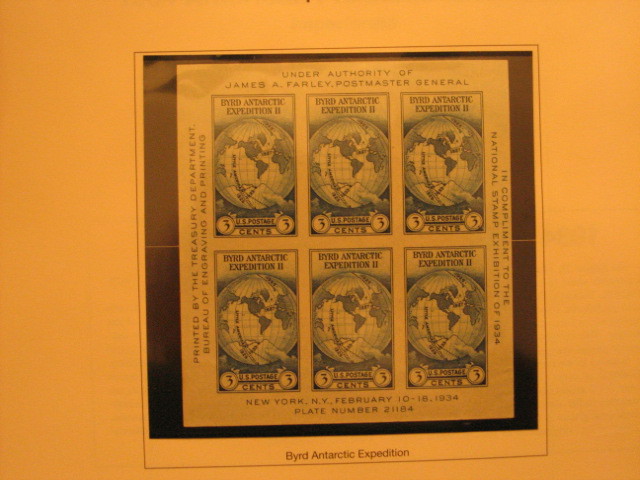 UNDER AUTHORITY OF
JAMES A. FARLEY, POSTMASTER GENERAL
PRINTED BY THE TREASURY DEPARTMENT,
BUREAU OF ENGRAVING AND PRINTING
IN COMPLIMENT TO THE
NATIONAL STAMP EXHIBITION OF 1934
BYRD ANTARCTIC
EXPEDITION II
U.S. POSTAGE
3 CENTS 3
BYRD ANTARCTIC
EXPEDITION II
U.S. POSTAGE
3 CENTS 3
BYRD ANTARCTIC
EXPEDITION II
U.S. POSTAGE
3 CENTS 3
BYRD ANTARCTIC
EXPEDITION II
U.S. POSTAGE
3 CENTS 3
BYRD ANTARCTIC
EXPEDITION II
U.S. POSTAGE
3 CENTS 3
BYRD ANTARCTIC
EXPEDITION II
U.S. POSTAGE
3 CENTS 3
NEW YORK, N.Y., FEBRUARY 10-18, 1934
PLATE NUMBER 21184
Byrd Antarctic Expedition